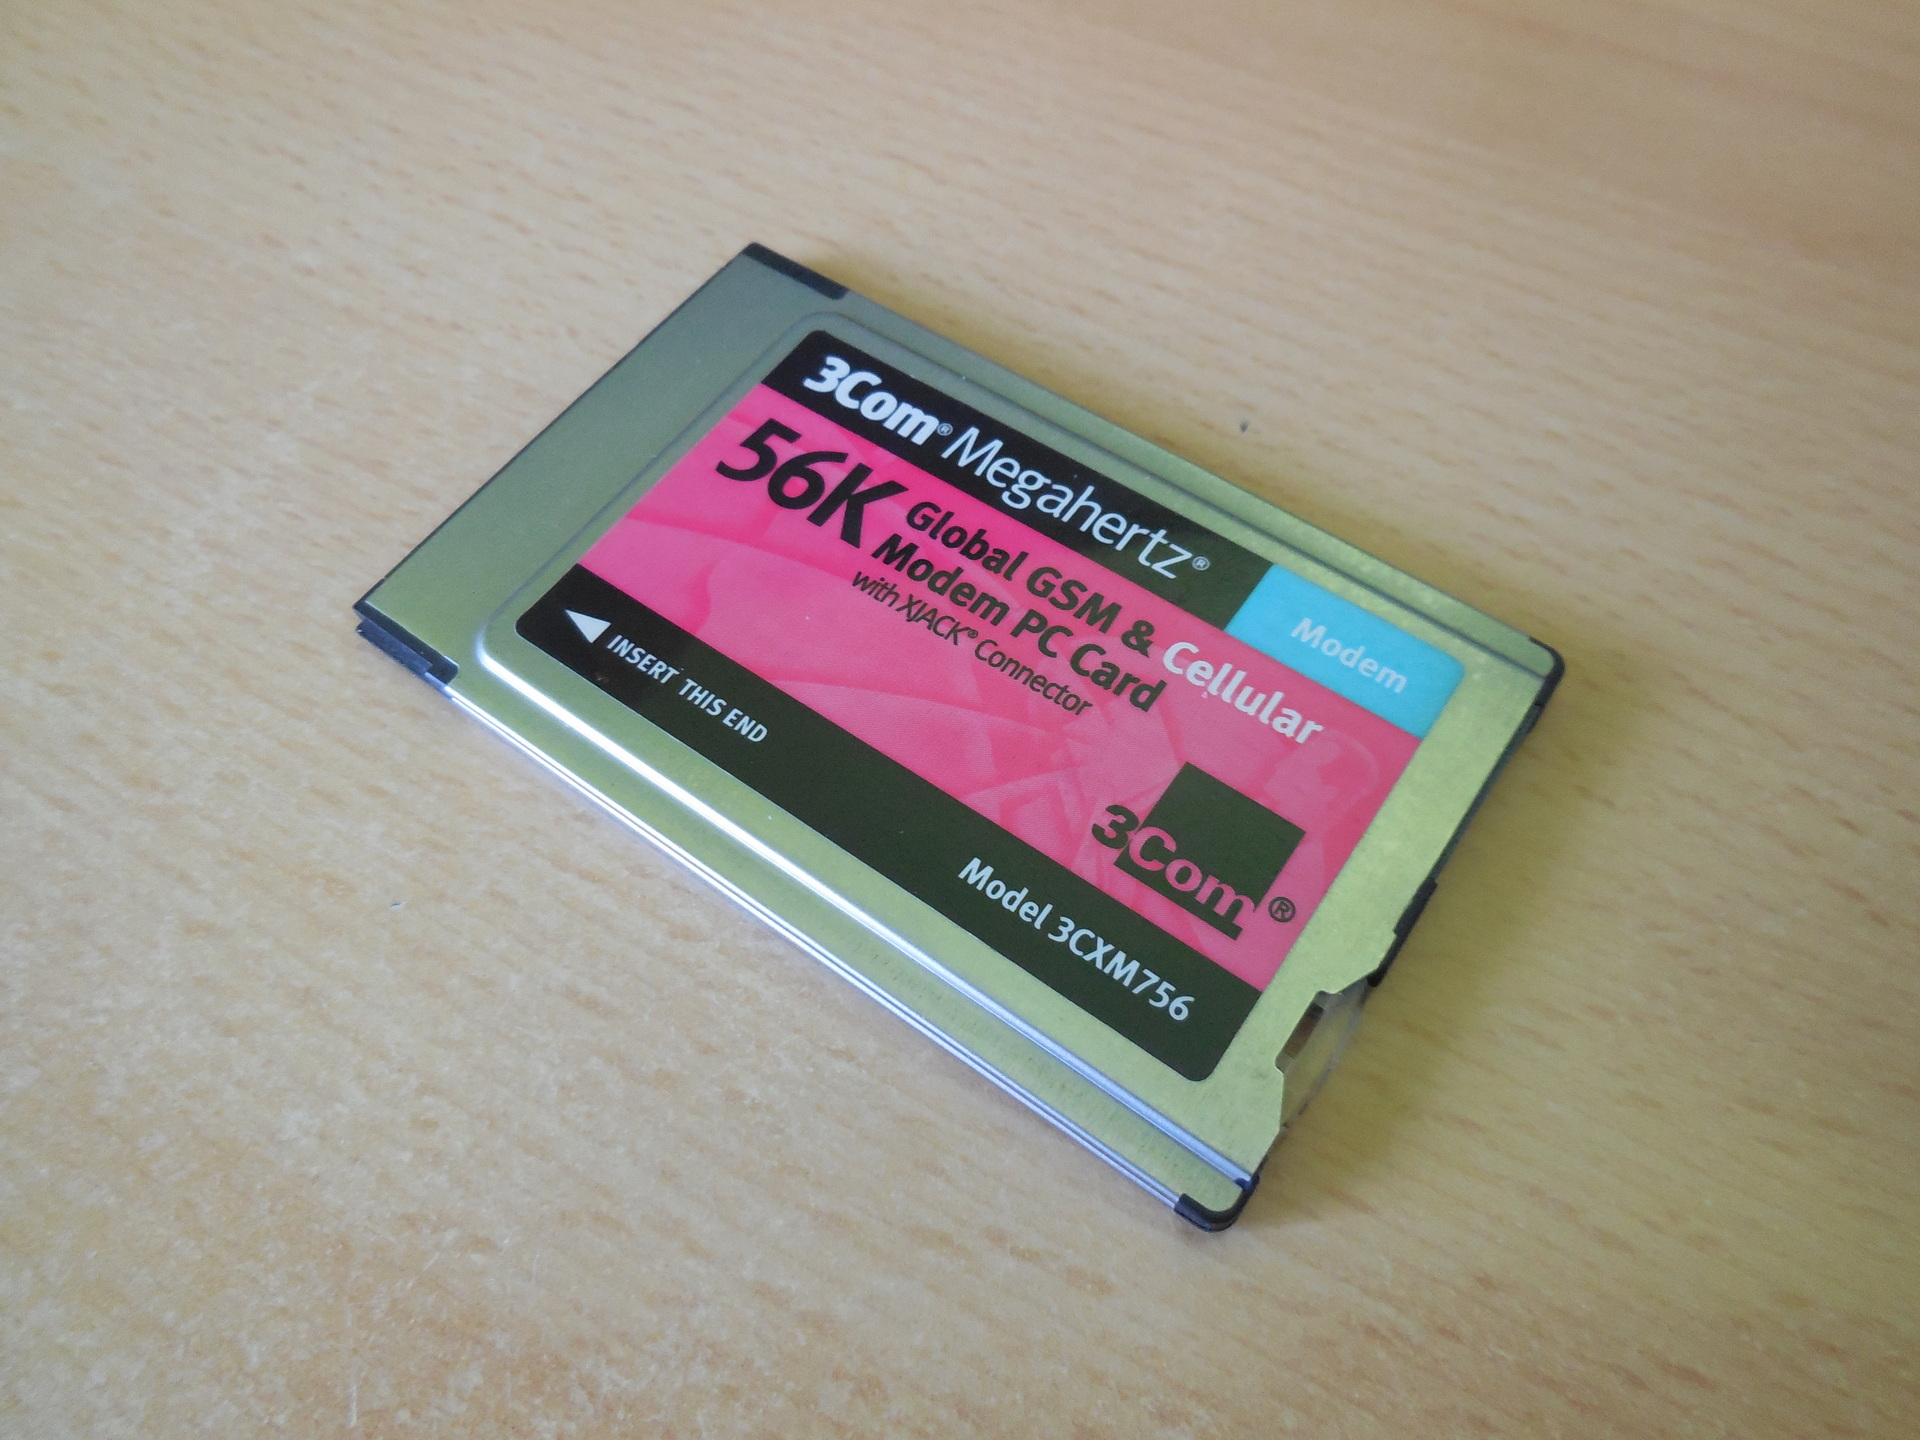 3Com® Megahertz®
Modem
56K Global GSM & Cellular
Modem PC Card
with XJACK® Connector
3Com®
INSERT THIS END
Model 3CXM756